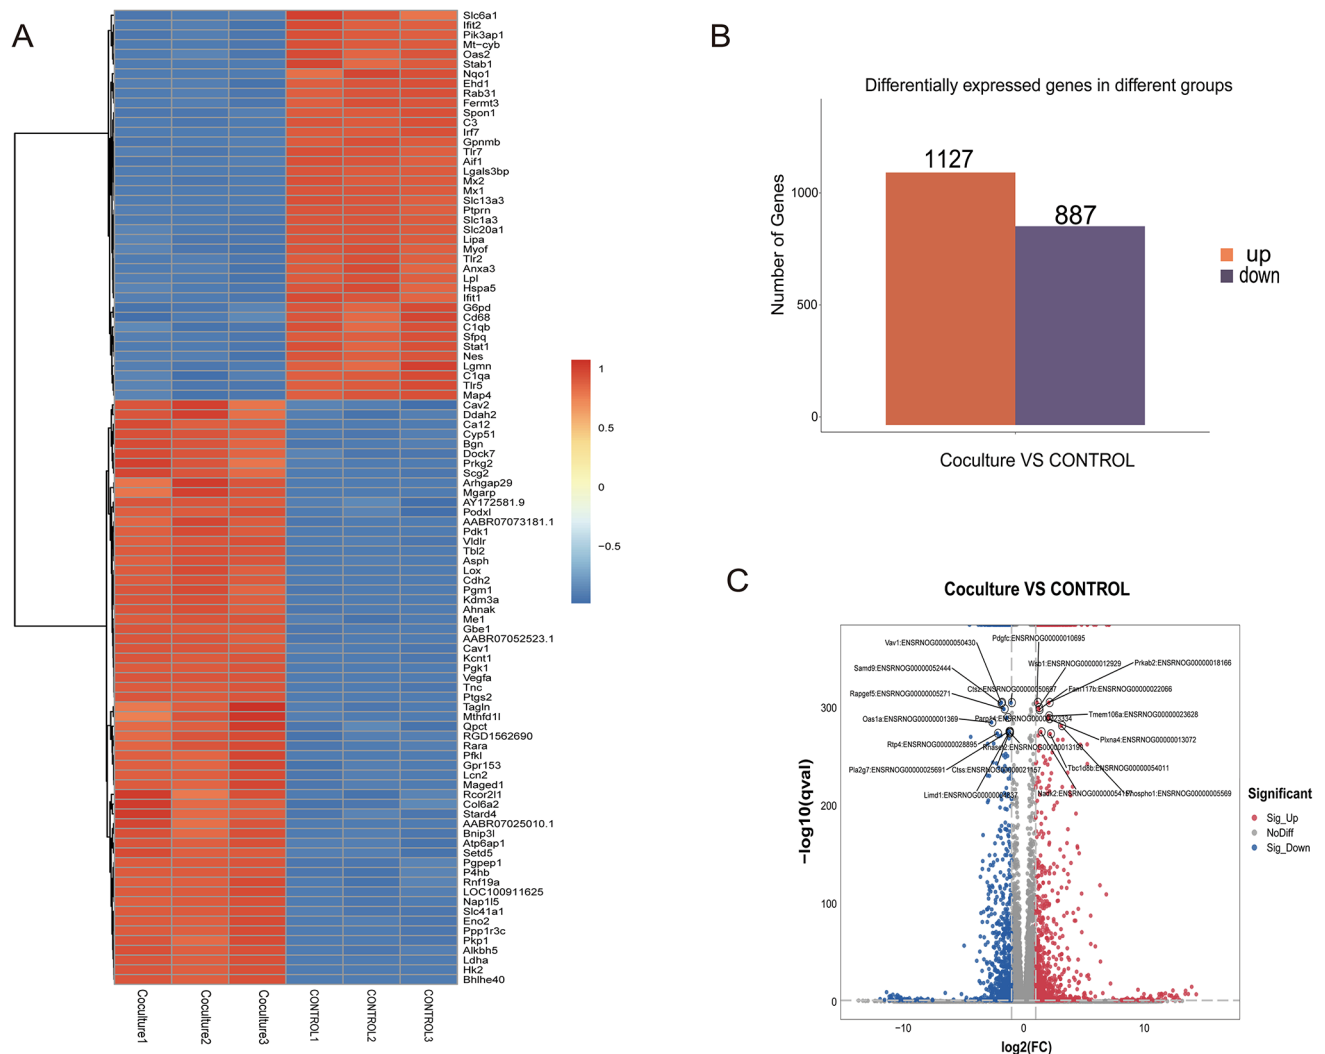 A
Slc6a1
Ifit2
Pik3ap1
Mt−cyb
Oas2
Stab1
Nqo1
Ehd1
Rab31
Fermt3
Spon1
C3
Irf7
Gpnmb
Tlr7
Aif1
Lgals3bp
Mx2
Mx1
Slc13a3
Ptprn
Slc1a3
Slc20a1
Lipa
Myof
Tlr2
Anxa3
Lpl
Hspa5
Ifit1
G6pd
Cd68
C1qb
Sfpq
Stat1
Nes
Lgmn
C1qa
Tlr5
Map4
Cav2
Ddah2
Ca12
Cyp51
Bgn
Dock7
Prkg2
Scg2
Arhgap29
Mgarp
AY172581.9
Podxl
AABR07073181.1
Pdk1
Vldlr
Tbl2
Asph
Lox
Cdh2
Pgm1
Kdm3a
Ahnak
Me1
Gbe1
AABR07052523.1
Cav1
Kcnt1
Pgk1
Vegfa
Tnc
Ptgs2
Tagln
Mthfd1l
Qpct
RGD1562690
Rara
Pfkl
Gpr153
Lcn2
Maged1
Rcor2l1
Col6a2
Stard4
AABR07025010.1
Bnip3l
Atp6ap1
Setd5
Pgpep1
P4hb
Rnf19a
LOC100911625
Nap1l5
Slc41a1
Eno2
Ppp1r3c
Pkp1
Alkbh5
Ldha
Hk2
Bhlhe40
Coculture1
Coculture2
Coculture3
CONTROL1
CONTROL2
CONTROL3
1
0.5
0
−0.5
B
Differentially expressed genes in different groups
Number of Genes
1000
500
0
1127
887
Coculture VS CONTROL
up
down
C
Coculture VS CONTROL
−log10(qval)
300
200
100
0
−10
0
10
log2(FC)
Vav1:ENSRNOG00000050430
Pdgfc:ENSRNOG00000010695
Samd9:ENSRNOG00000052444
Wsb1:ENSRNOG00000012929
Prkab2:ENSRNOG00000018166
Rapgef5:ENSRNOG00000005271
Ctsz:ENSRNOG00000050697
Fam117b:ENSRNOG00000022066
Oas1a:ENSRNOG00000001369
Parp14:ENSRNOG00000023334
Tmem106a:ENSRNOG00000023628
Rtp4:ENSRNOG00000028895
Plxna4:ENSRNOG00000013072
Pla2g7:ENSRNOG00000025691
Ctss:ENSRNOG00000021157
Tbc1d8b:ENSRNOG00000054011
Phospho1:ENSRNOG00000005569
Significant
Sig_Up
NoDiff
Sig_Down